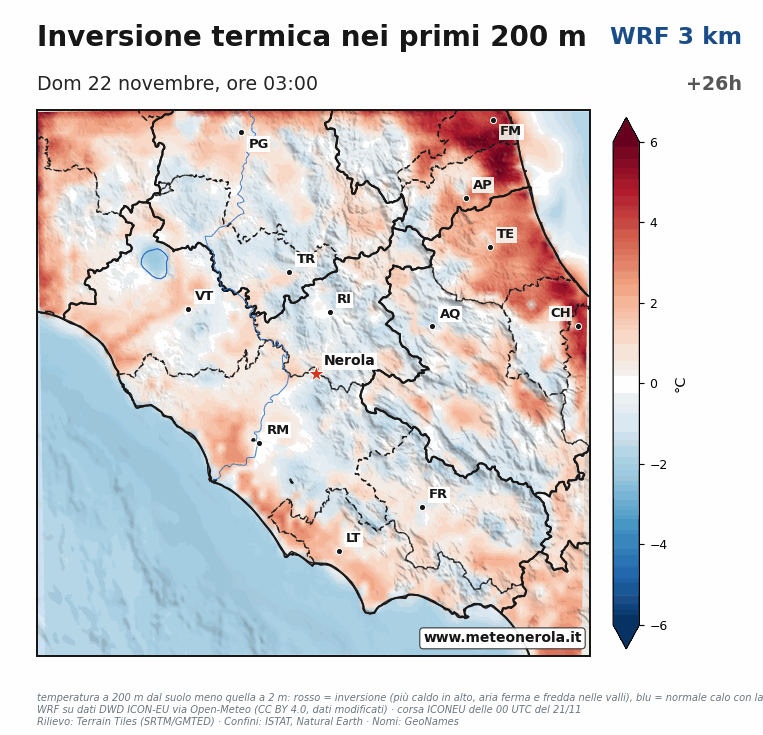 Inversione termica nei primi 200 m WRF 3 km
Dom 22 novembre, ore 03:00 +26h
FM
PG
AP
TE
TR
VT
RI
AQ
CH
Nerola
RM
FR
LT
6
4
2
0
−2
−4
−6
°C
www.meteonerola.it
temperatura a 200 m dal suolo meno quella a 2 m: rosso = inversione (più caldo in alto, aria ferma e fredda nelle valli), blu = normale calo con la
WRF su dati DWD ICON-EU via Open-Meteo (CC BY 4.0, dati modificati) · corsa ICONEU delle 00 UTC del 21/11
Rilievo: Terrain Tiles (SRTM/GMTED) · Confini: ISTAT, Natural Earth · Nomi: GeoNames